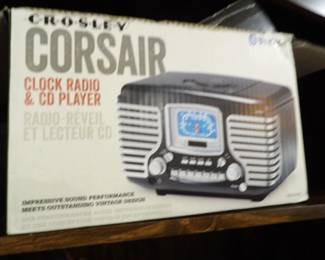 CROSLEY
CORSAIR
CLOCK RADIO
& CD PLAYER
RADIO-RÉVEIL
ET LECTEUR CD
IMPRESSIVE SOUND PERFORMANCE
MEETS OUTSTANDING VINTAGE DESIGN